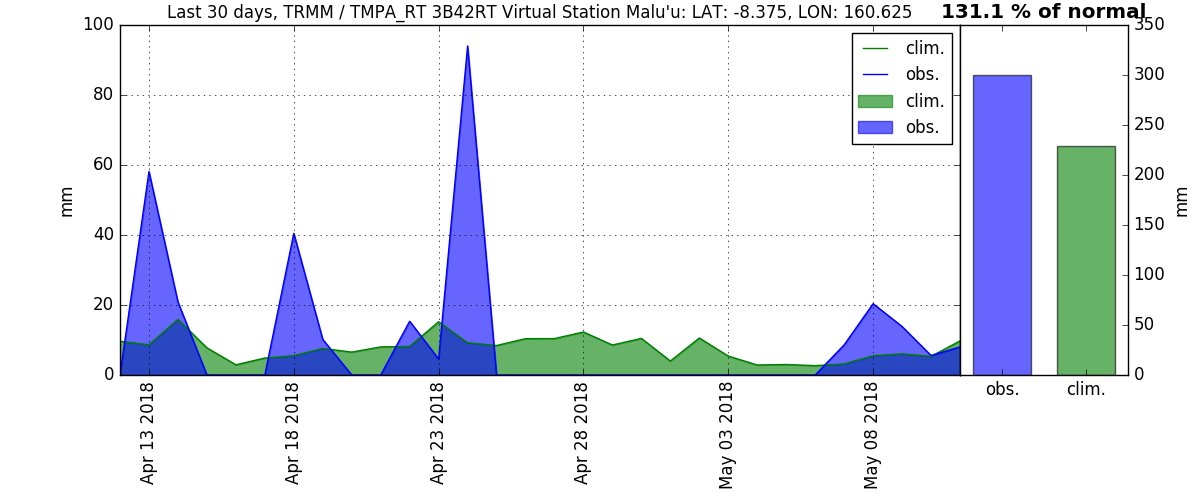 Last 30 days, TRMM / TMPA_RT 3B42RT Virtual Station Malu'u: LAT: -8.375, LON: 160.625
131.1 % of normal
100
80
60
40
20
0
mm
clim.
obs.
clim.
obs.
Apr 13 2018
Apr 18 2018
Apr 23 2018
Apr 28 2018
May 03 2018
May 08 2018
350
300
250
200
150
100
50
0
mm
obs.
clim.